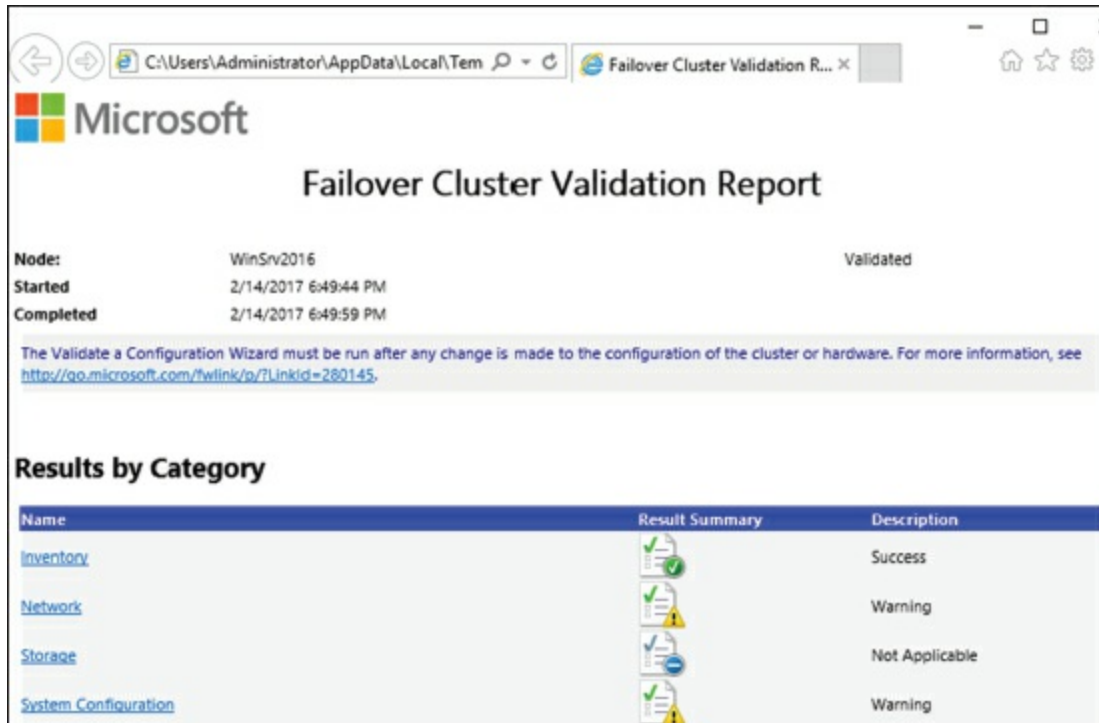 C:\Users\Administrator\AppData\Local\Tem
Failover Cluster Validation R...
Microsoft
Failover Cluster Validation Report
Node: WinSrv2016 Validated
Started 2/14/2017 6:49:44 PM
Completed 2/14/2017 6:49:59 PM
The Validate a Configuration Wizard must be run after any change is made to the configuration of the cluster or hardware. For more information, see
http://go.microsoft.com/fwlink/p/?LinkId=280145.
Results by Category
Name Result Summary Description
Inventory Success
Network Warning
Storage Not Applicable
System Configuration Warning